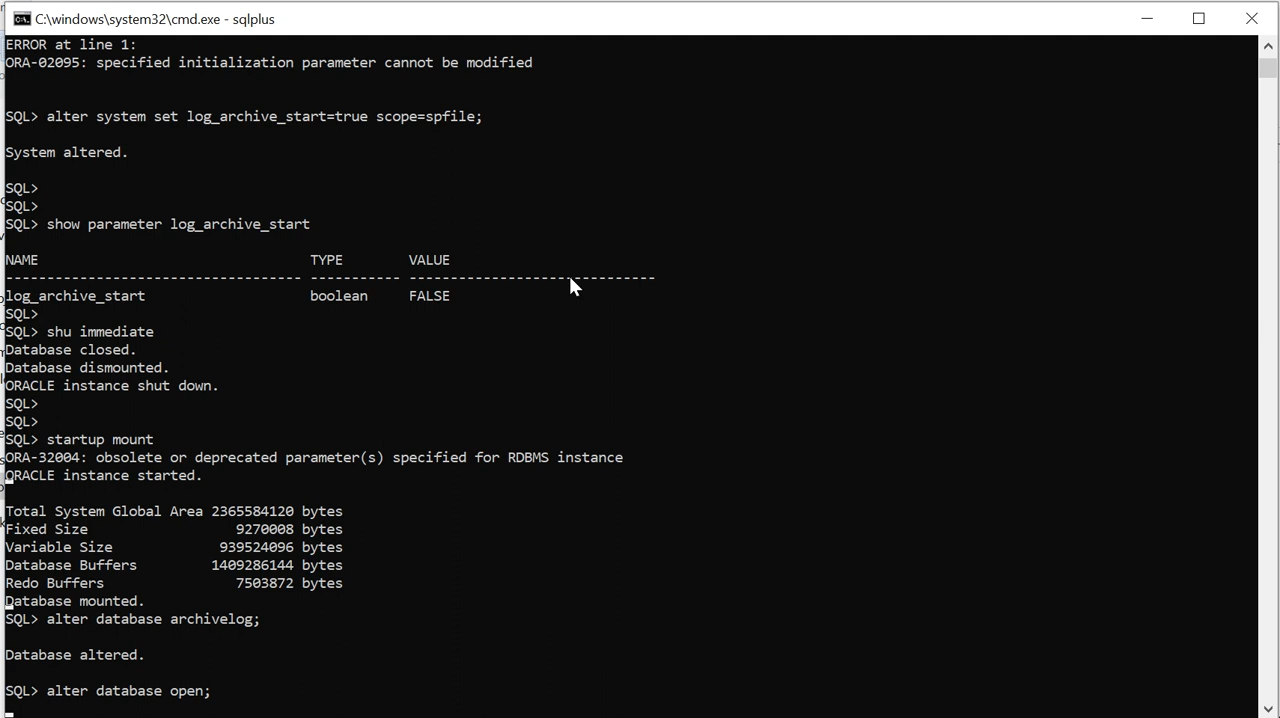 C:\windows\system32\cmd.exe - sqlplus
ERROR at line 1:
ORA-02095: specified initialization parameter cannot be modified
SQL> alter system set log_archive_start=true scope=spfile;
System altered.
SQL>
SQL>
SQL> show parameter log_archive_start
NAME                                 TYPE        VALUE
------------------------------------ ----------- ------------------------------
log_archive_start                    boolean     FALSE
SQL>
SQL> shu immediate
Database closed.
Database dismounted.
ORACLE instance shut down.
SQL>
SQL>
SQL> startup mount
ORA-32004: obsolete or deprecated parameter(s) specified for RDBMS instance
ORACLE instance started.
Total System Global Area 2365584120 bytes
Fixed Size                  9270008 bytes
Variable Size             939524096 bytes
Database Buffers         1409286144 bytes
Redo Buffers                7503872 bytes
Database mounted.
SQL> alter database archivelog;
Database altered.
SQL> alter database open;